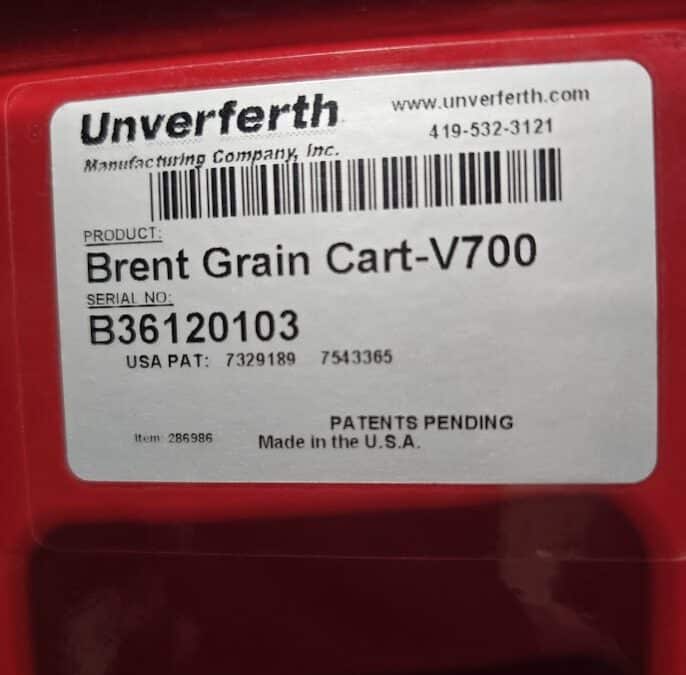 Unverferth
www.unverferth.com
Manufacturing Company, Inc.
419-532-3121
PRODUCT:
Brent Grain Cart-V700
SERIAL NO:
B36120103
USA PAT: 7329189 7543365
PATENTS PENDING
Item: 286986
Made in the U.S.A.